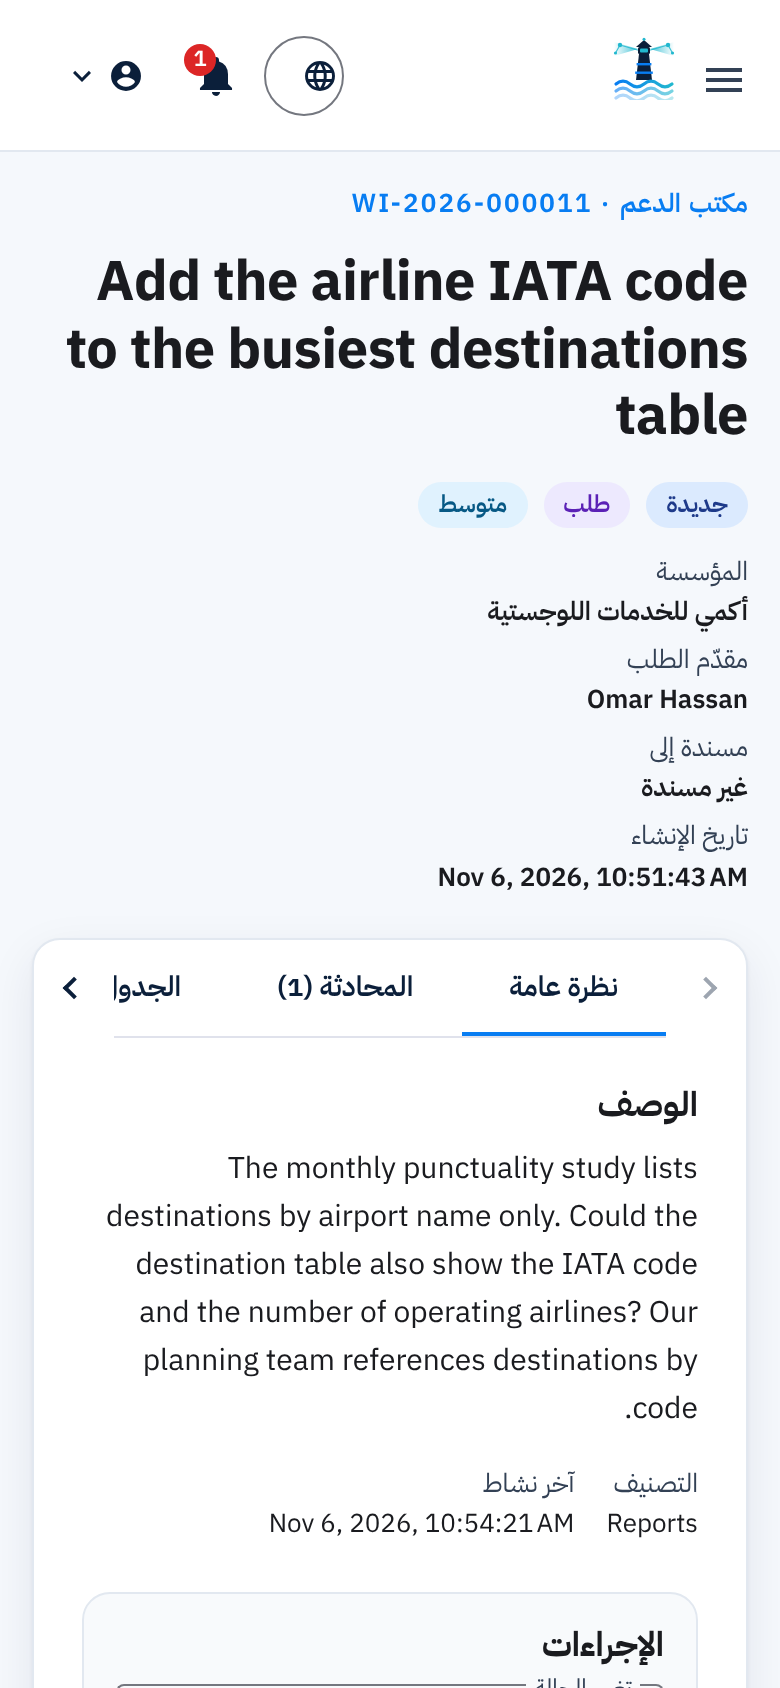 1
مكتب الدعم · WI-2026-000011
Add the airline IATA code
to the busiest destinations
table
جديدة
طلب
متوسط
المؤسسة
أكمي للخدمات اللوجستية
مقدّم الطلب
Omar Hassan
مسندة إلى
غير مسندة
تاريخ الإنشاء
Nov 6, 2026, 10:51:43 AM
نظرة عامة
المحادثة (1)
الجدول
الوصف
The monthly punctuality study lists
destinations by airport name only. Could the
destination table also show the IATA code
and the number of operating airlines? Our
planning team references destinations by
.code
التصنيف
Reports
آخر نشاط
Nov 6, 2026, 10:54:21 AM
الإجراءات